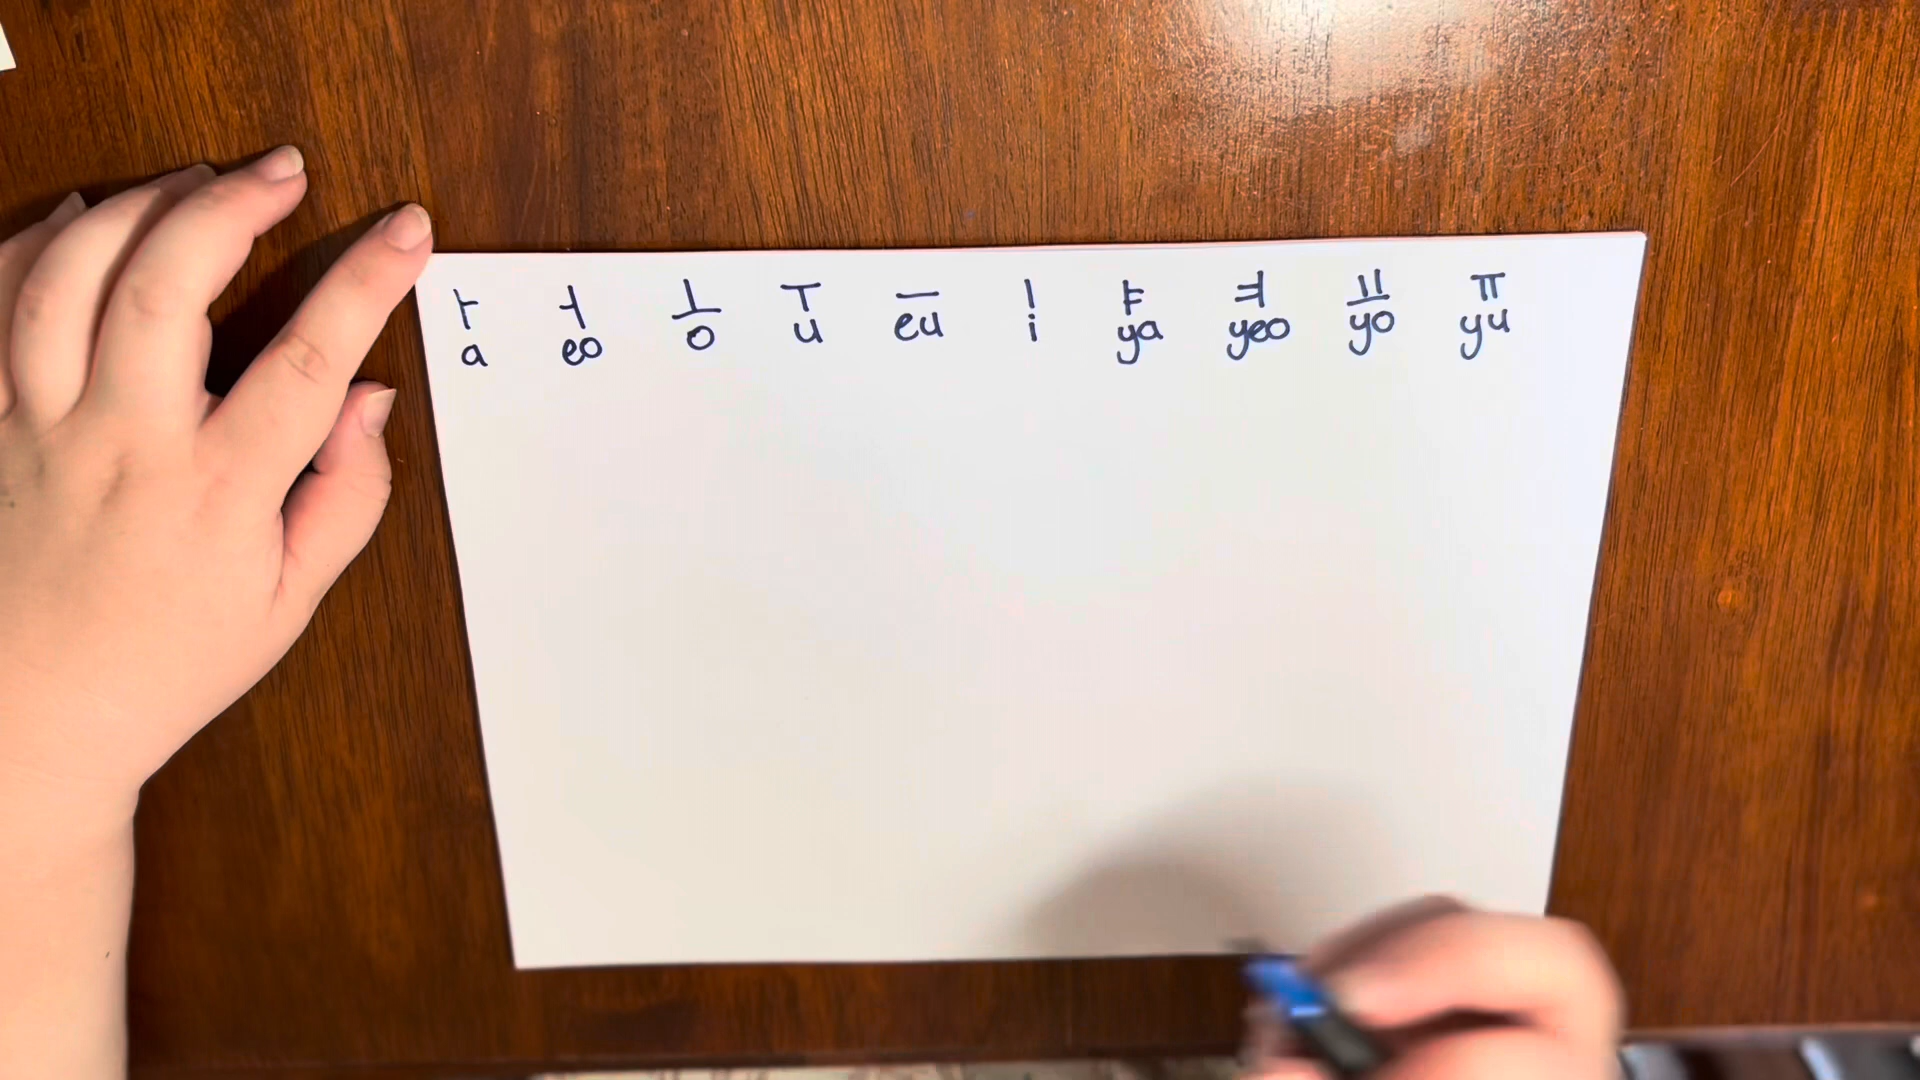 ㅏ ㅓ ㅗ ㅜ ㅡ ㅣ ㅑ ㅕ ㅛ ㅠ
a eo o u eu i ya yeo yo yu